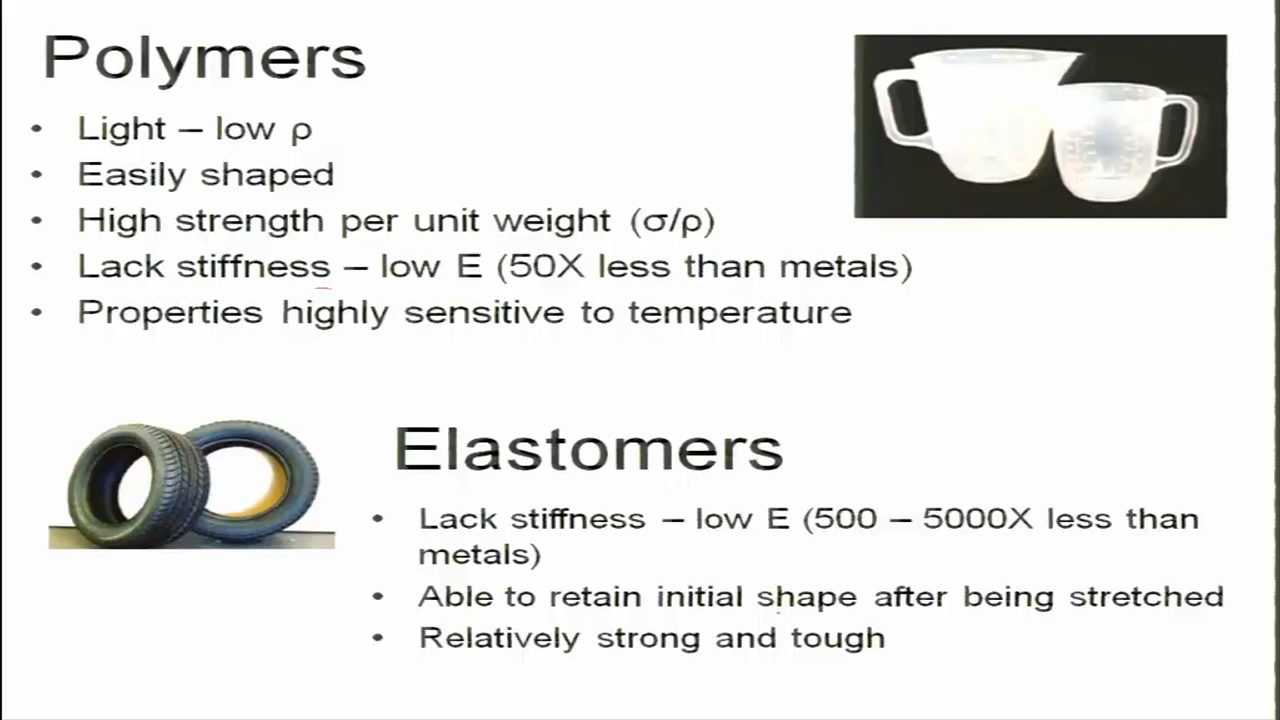 Polymers
• Light – low ρ
• Easily shaped
• High strength per unit weight (σ/ρ)
• Lack stiffness – low E (50X less than metals)
• Properties highly sensitive to temperature
Elastomers
• Lack stiffness – low E (500 – 5000X less than
metals)
• Able to retain initial shape after being stretched
• Relatively strong and tough